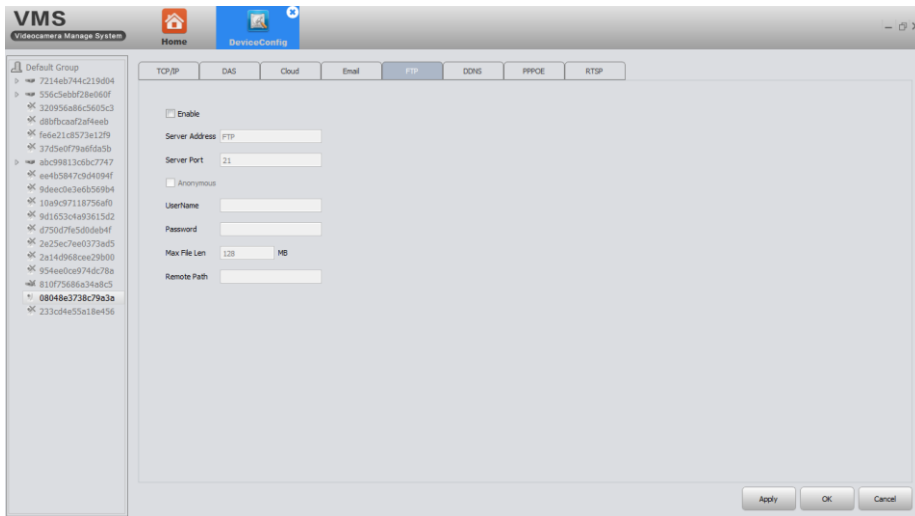 VMS
Videocamera Manage System
Home
DeviceConfig
Default Group
7214eb744c219d04
556c5ebbf28e060f
320956a86c5605c3
d8bfbcaaf2af4eeb
fe6e21c8573e12f9
37d5e0f79a6fda5b
abc99813c6bc7747
ee4b5847c9d4094f
9deec0e3e6b569b4
10a9c97118756af0
9d1653c4a93615d2
d750d7fe5d0deb4f
2e25ec7ee0373ad5
2a14d968cee29b00
954ee0ce974dc78a
810f75686a34a8c5
08048e3738c79a3a
233cd4e55a18e456
TCP/IP DAS Cloud Email FTP DDNS PPPOE RTSP
Enable
Server Address FTP
Server Port 21
Anonymous
UserName
Password
Max File Len 128 MB
Remote Path
Apply OK Cancel